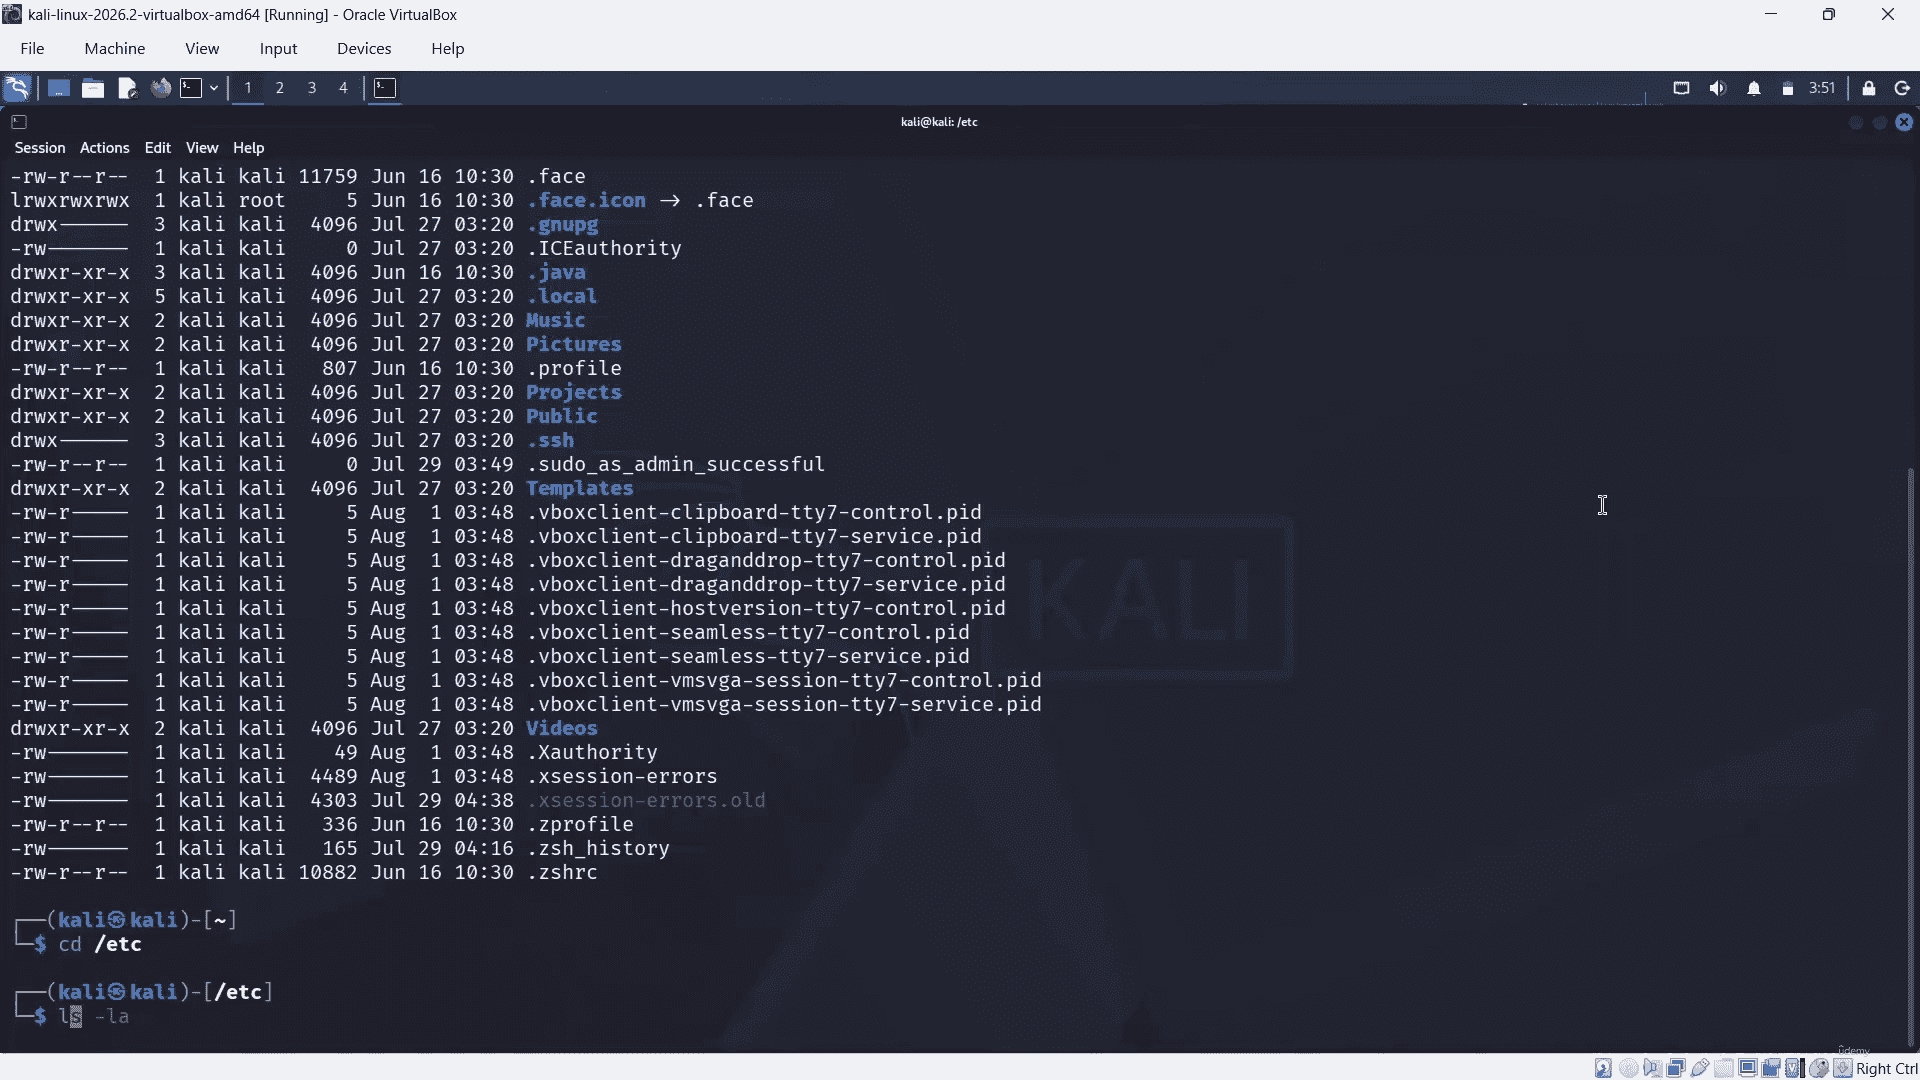 kali-linux-2026.2-virtualbox-amd64 [Running] - Oracle VirtualBox
File Machine View Input Devices Help
1 2 3 4 3:51
kali@kali: /etc
Session Actions Edit View Help
-rw-r--r-- 1 kali kali 11759 Jun 16 10:30 .face
lrwxrwxrwx 1 kali root 5 Jun 16 10:30 .face.icon → .face
drwx------ 3 kali kali 4096 Jul 27 03:20 .gnupg
-rw------- 1 kali kali 0 Jul 27 03:20 .ICEauthority
drwxr-xr-x 3 kali kali 4096 Jun 16 10:30 .java
drwxr-xr-x 5 kali kali 4096 Jul 27 03:20 .local
drwxr-xr-x 2 kali kali 4096 Jul 27 03:20 Music
drwxr-xr-x 2 kali kali 4096 Jul 27 03:20 Pictures
-rw-r--r-- 1 kali kali 807 Jun 16 10:30 .profile
drwxr-xr-x 2 kali kali 4096 Jul 27 03:20 Projects
drwxr-xr-x 2 kali kali 4096 Jul 27 03:20 Public
drwx------ 3 kali kali 4096 Jul 27 03:20 .ssh
-rw-r--r-- 1 kali kali 0 Jul 29 03:49 .sudo_as_admin_successful
drwxr-xr-x 2 kali kali 4096 Jul 27 03:20 Templates
-rw-r----- 1 kali kali 5 Aug 1 03:48 .vboxclient-clipboard-tty7-control.pid
-rw-r----- 1 kali kali 5 Aug 1 03:48 .vboxclient-clipboard-tty7-service.pid
-rw-r----- 1 kali kali 5 Aug 1 03:48 .vboxclient-draganddrop-tty7-control.pid
-rw-r----- 1 kali kali 5 Aug 1 03:48 .vboxclient-draganddrop-tty7-service.pid
-rw-r----- 1 kali kali 5 Aug 1 03:48 .vboxclient-hostversion-tty7-control.pid
-rw-r----- 1 kali kali 5 Aug 1 03:48 .vboxclient-seamless-tty7-control.pid
-rw-r----- 1 kali kali 5 Aug 1 03:48 .vboxclient-seamless-tty7-service.pid
-rw-r----- 1 kali kali 5 Aug 1 03:48 .vboxclient-vmsvga-session-tty7-control.pid
-rw-r----- 1 kali kali 5 Aug 1 03:48 .vboxclient-vmsvga-session-tty7-service.pid
drwxr-xr-x 2 kali kali 4096 Jul 27 03:20 Videos
-rw------- 1 kali kali 49 Aug 1 03:48 .Xauthority
-rw------- 1 kali kali 4489 Aug 1 03:48 .xsession-errors
-rw------- 1 kali kali 4303 Jul 29 04:38 .xsession-errors.old
-rw-r--r-- 1 kali kali 336 Jun 16 10:30 .zprofile
-rw------- 1 kali kali 165 Jul 29 04:16 .zsh_history
-rw-r--r-- 1 kali kali 10882 Jun 16 10:30 .zshrc
┌──(kali㉿kali)-[~]
└─$ cd /etc
┌──(kali㉿kali)-[/etc]
└─$ ls -la
KALI
ûdemy
Right Ctrl